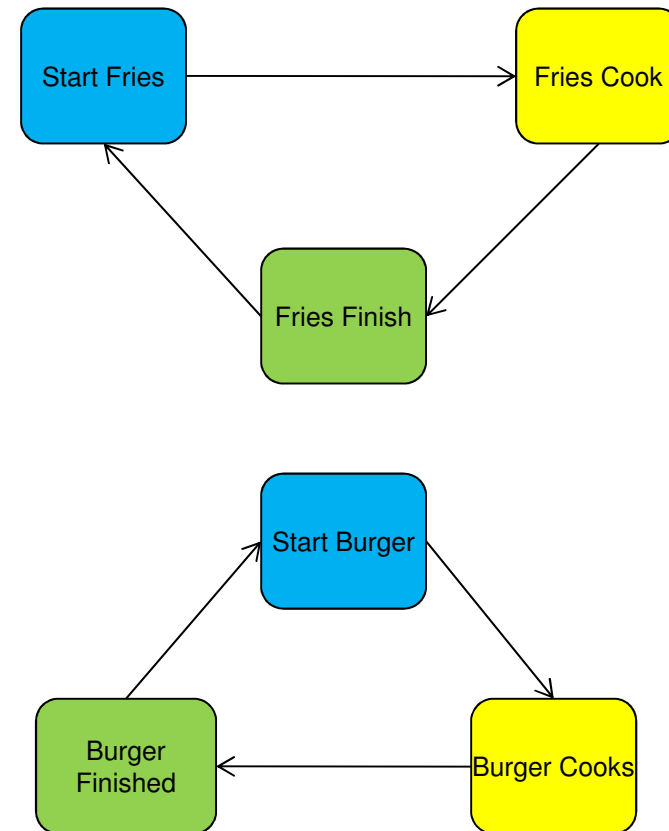 Start Fries
Fries Cook
Fries Finish
Start Burger
Burger
Finished
Burger Cooks